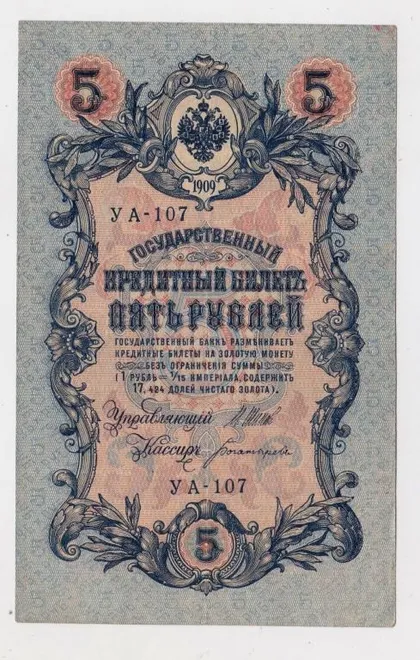 5 5
1909
УА-107
ГОСУДАРСТВЕННЫЙ
КРЕДИТНЫЙ БИЛЕТЪ
ПЯТЬ РУБЛЕЙ
ГОСУДАРСТВЕННЫЙ БАНКЪ РАЗМѢНИВАЕТЪ
КРЕДИТНЫЕ БИЛЕТЫ НА ЗОЛОТУЮ МОНЕТУ
БЕЗЪ ОГРАНИЧЕНІЯ СУММЫ
(1 РУБЛЬ = 1/15 ИМПЕРІАЛА, СОДЕРЖИТЪ
17,424 ДОЛЕЙ ЧИСТАГО ЗОЛОТА).
Управляющій
Кассиръ
УА-107
5